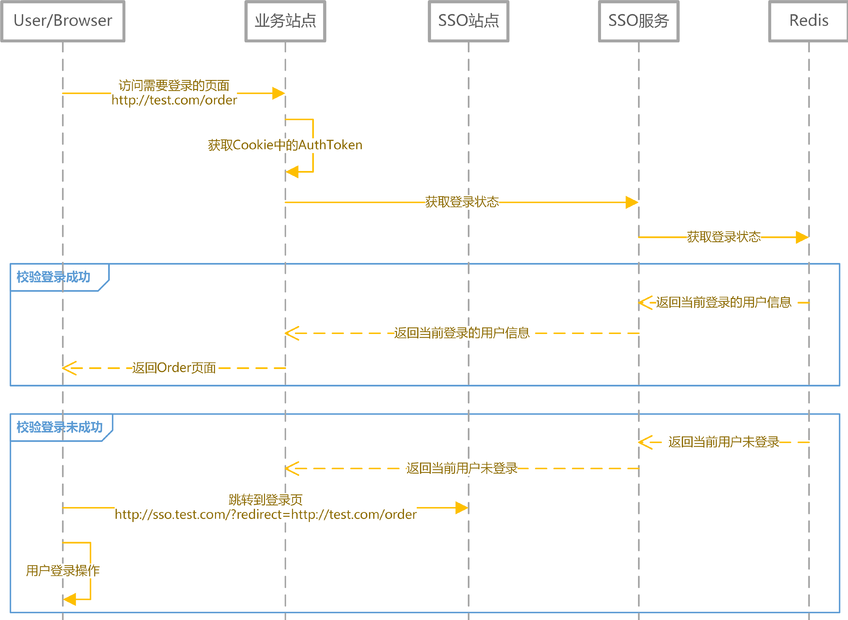 User/Browser
业务站点
SSO站点
SSO服务
Redis
访问需要登录的页面
http://test.com/order
获取Cookie中的AuthToken
获取登录状态
获取登录状态
校验登录成功
返回当前登录的用户信息
返回当前登录的用户信息
返回Order页面
校验登录未成功
返回当前用户未登录
返回当前用户未登录
跳转到登录页
http://sso.test.com/?redirect=http://test.com/order
用户登录操作